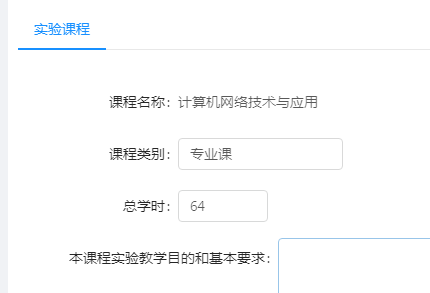 实验课程
课程名称：计算机网络技术与应用
课程类别：专业课
总学时：64
本课程实验教学目的和基本要求：